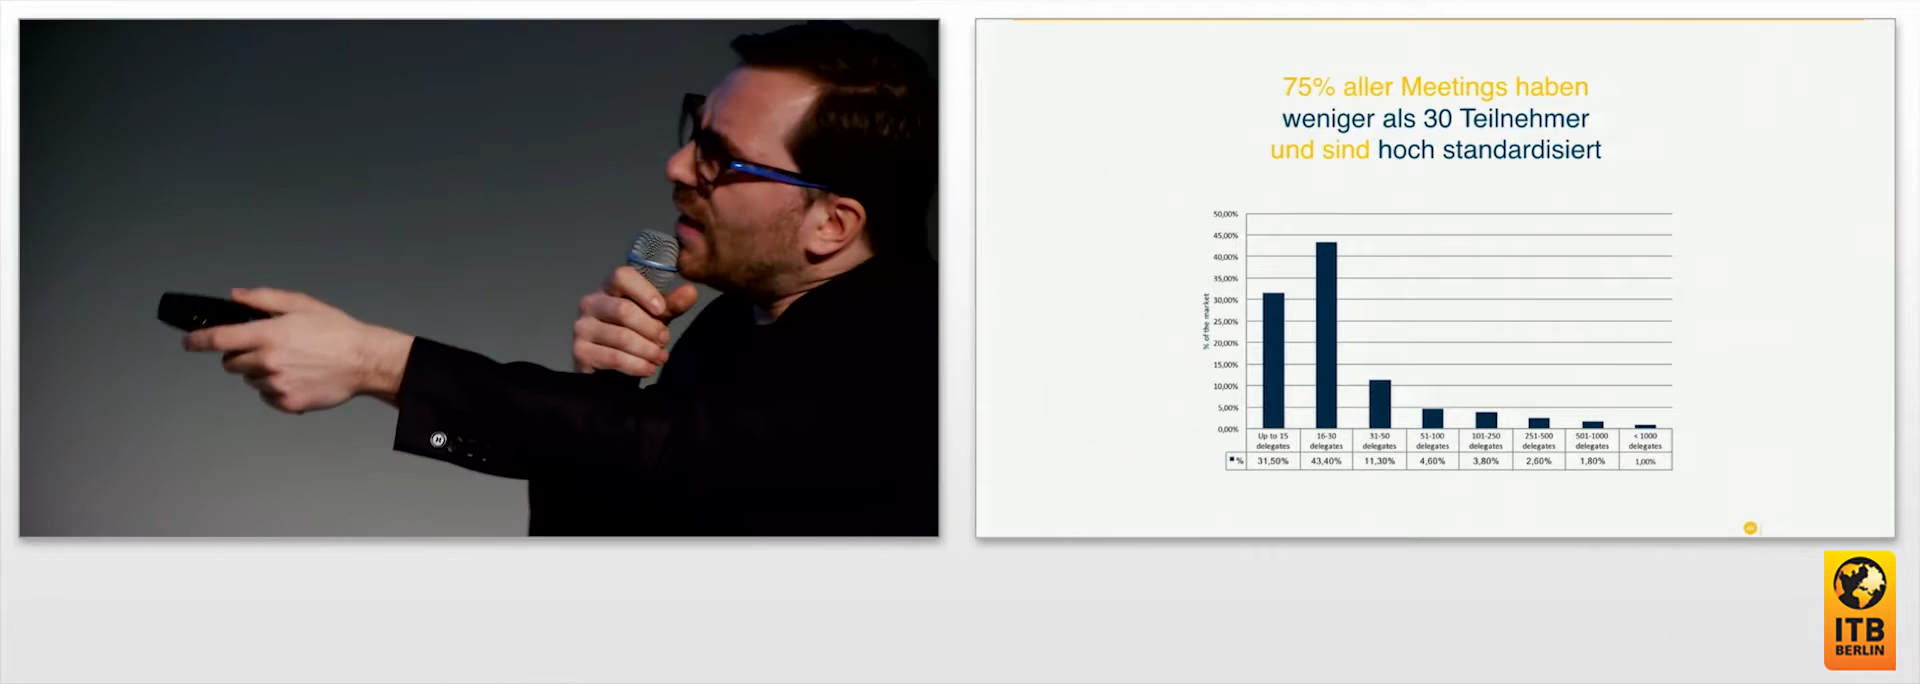 75% aller Meetings haben
weniger als 30 Teilnehmer
und sind hoch standardisiert
50,00%
45,00%
40,00%
35,00%
30,00%
25,00%
20,00%
15,00%
10,00%
5,00%
0,00%
% of the market
Up to 15 delegates
16-30 delegates
31-50 delegates
51-100 delegates
101-250 delegates
251-500 delegates
501-1000 delegates
< 1000 delegates
% 31,50% 43,40% 11,30% 4,60% 3,80% 2,60% 1,80% 1,00%
ITB
BERLIN